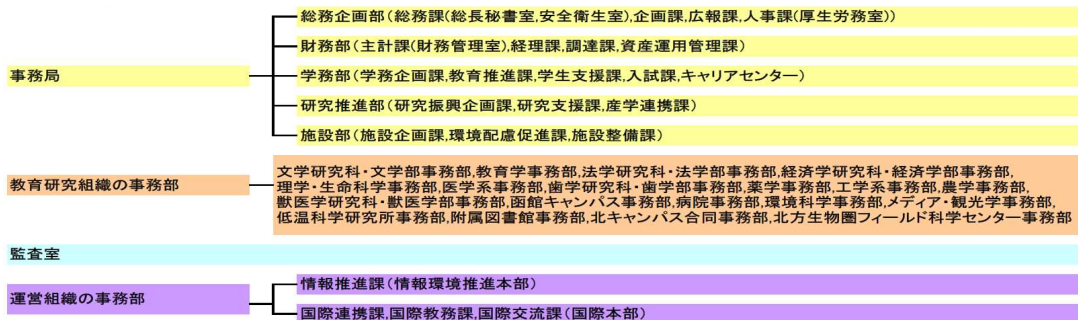 総務企画部(総務課(総長秘書室,安全衛生室),企画課,広報課,人事課(厚生労務室))
財務部(主計課(財務管理室),経理課,調達課,資産運用管理課)
事務局
学務部(学務企画課,教育推進課,学生支援課,入試課,キャリアセンター)
研究推進部(研究振興企画課,研究支援課,産学連携課)
施設部(施設企画課,環境配慮促進課,施設整備課)
教育研究組織の事務部
文学研究科・文学部事務部,教育学事務部,法学研究科・法学部事務部,経済学研究科・経済学部事務部,
理学・生命科学事務部,医学系事務部,歯学研究科・歯学部事務部,薬学事務部,工学系事務部,農学事務部,
獣医学研究科・獣医学部事務部,函館キャンパス事務部,病院事務部,環境科学事務部,メディア・観光学事務部,
低温科学研究所事務部,附属図書館事務部,北キャンパス合同事務部,北方生物圏フィールド科学センター事務部
監査室
運営組織の事務部
情報推進課(情報環境推進本部)
国際連携課,国際教務課,国際交流課(国際本部)